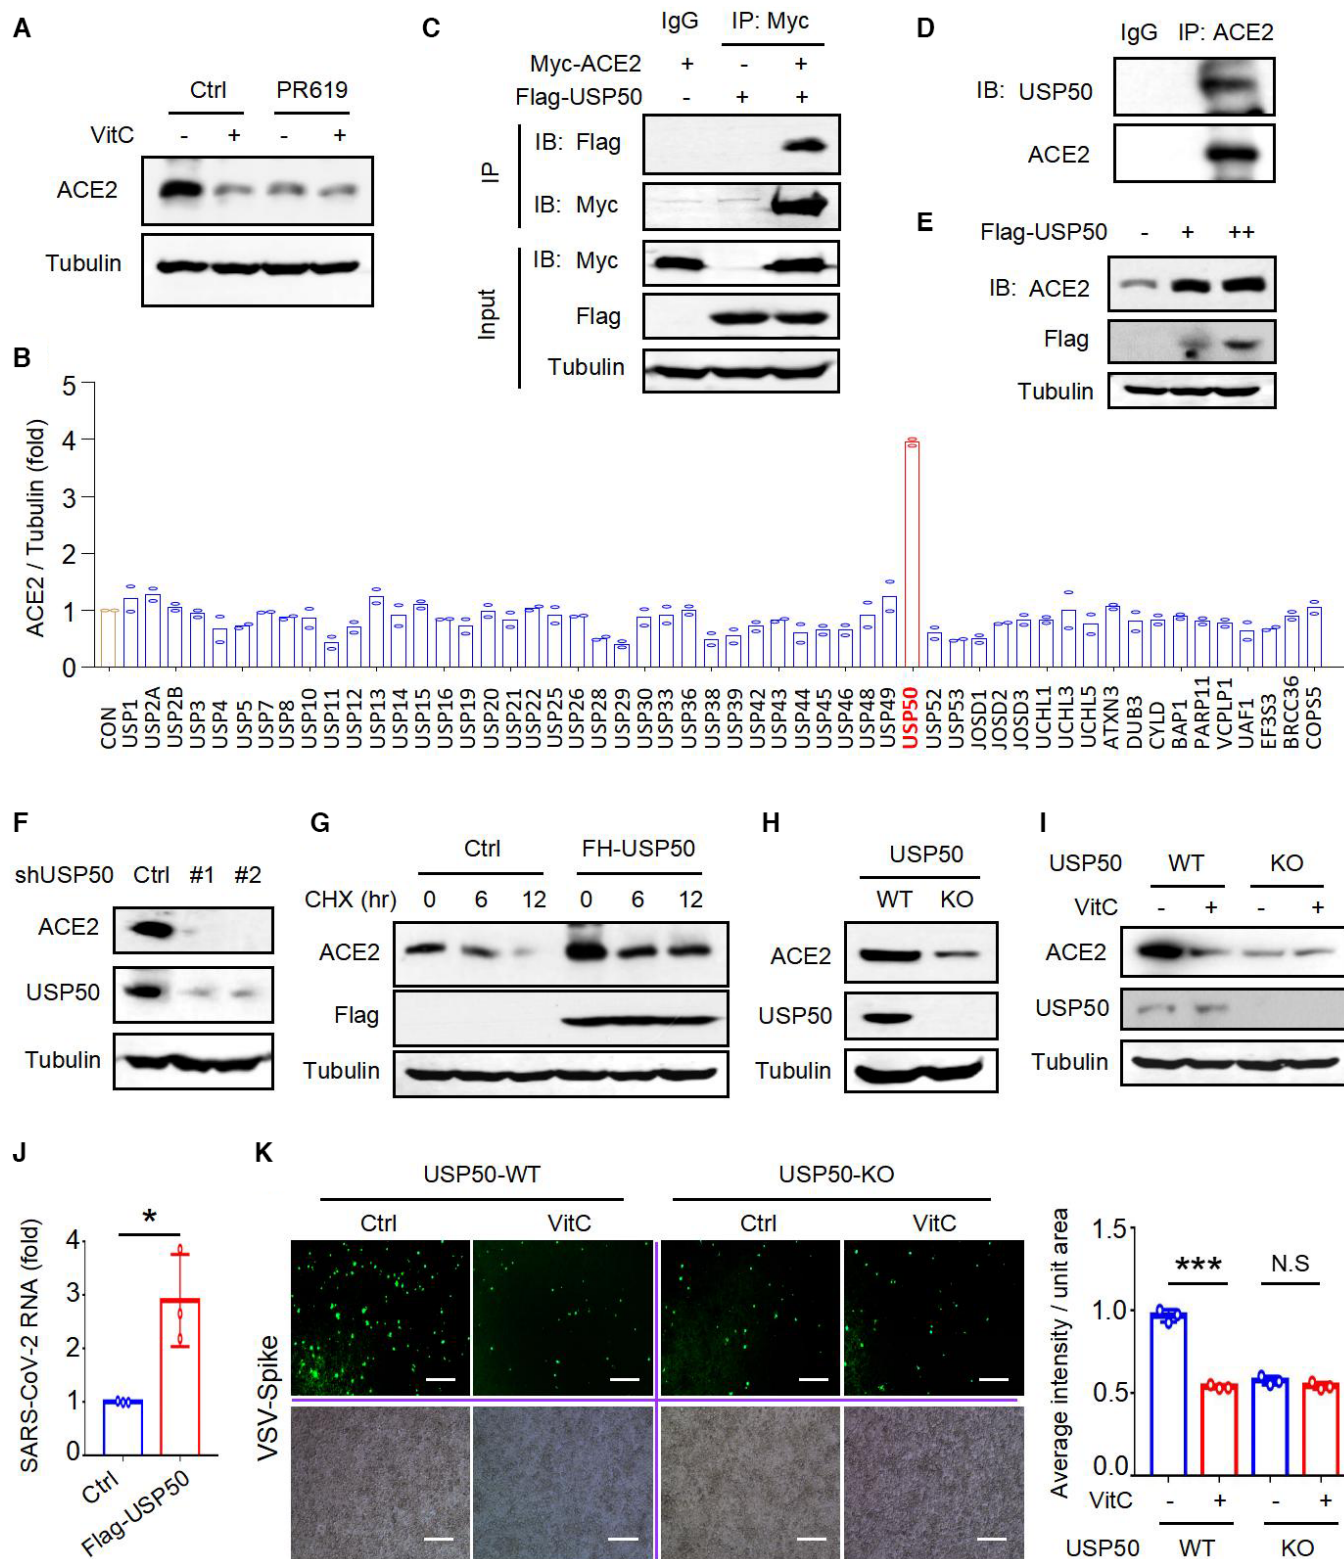 A
Ctrl PR619
VitC - + - +
ACE2
Tubulin
C
IgG IP: Myc
Myc-ACE2 + - +
Flag-USP50 - + +
IP
IB: Flag
IB: Myc
Input
IB: Myc
Flag
Tubulin
D
IgG IP: ACE2
IB: USP50
ACE2
E
Flag-USP50 - + ++
IB: ACE2
Flag
Tubulin
B
ACE2 / Tubulin (fold)
5
4
3
2
1
0
CON USP1 USP2A USP2B USP3 USP4 USP5 USP7 USP8 USP10 USP11 USP12 USP13 USP14 USP15 USP16 USP19 USP20 USP21 USP22 USP25 USP26 USP28 USP29 USP30 USP33 USP36 USP38 USP39 USP42 USP43 USP44 USP45 USP46 USP48 USP49 USP50 USP52 USP53 JOSD1 JOSD2 JOSD3 UCHL1 UCHL3 UCHL5 ATXN3 DUB3 CYLD BAP1 PARP11 VCPLP1 UAF1 EF3S3 BRCC36 COPS5
F
shUSP50 Ctrl #1 #2
ACE2
USP50
Tubulin
G
Ctrl FH-USP50
CHX (hr) 0 6 12 0 6 12
ACE2
Flag
Tubulin
H
USP50
WT KO
ACE2
USP50
Tubulin
I
USP50 WT KO
VitC - + - +
ACE2
USP50
Tubulin
J
SARS-CoV-2 RNA (fold)
4
3
2
1
0
*
Ctrl
Flag-USP50
K
USP50-WT USP50-KO
Ctrl VitC Ctrl VitC
VSV-Spike
Average intensity / unit area
1.5
1.0
0.5
0.0
*** N.S
VitC - + - +
USP50 WT KO